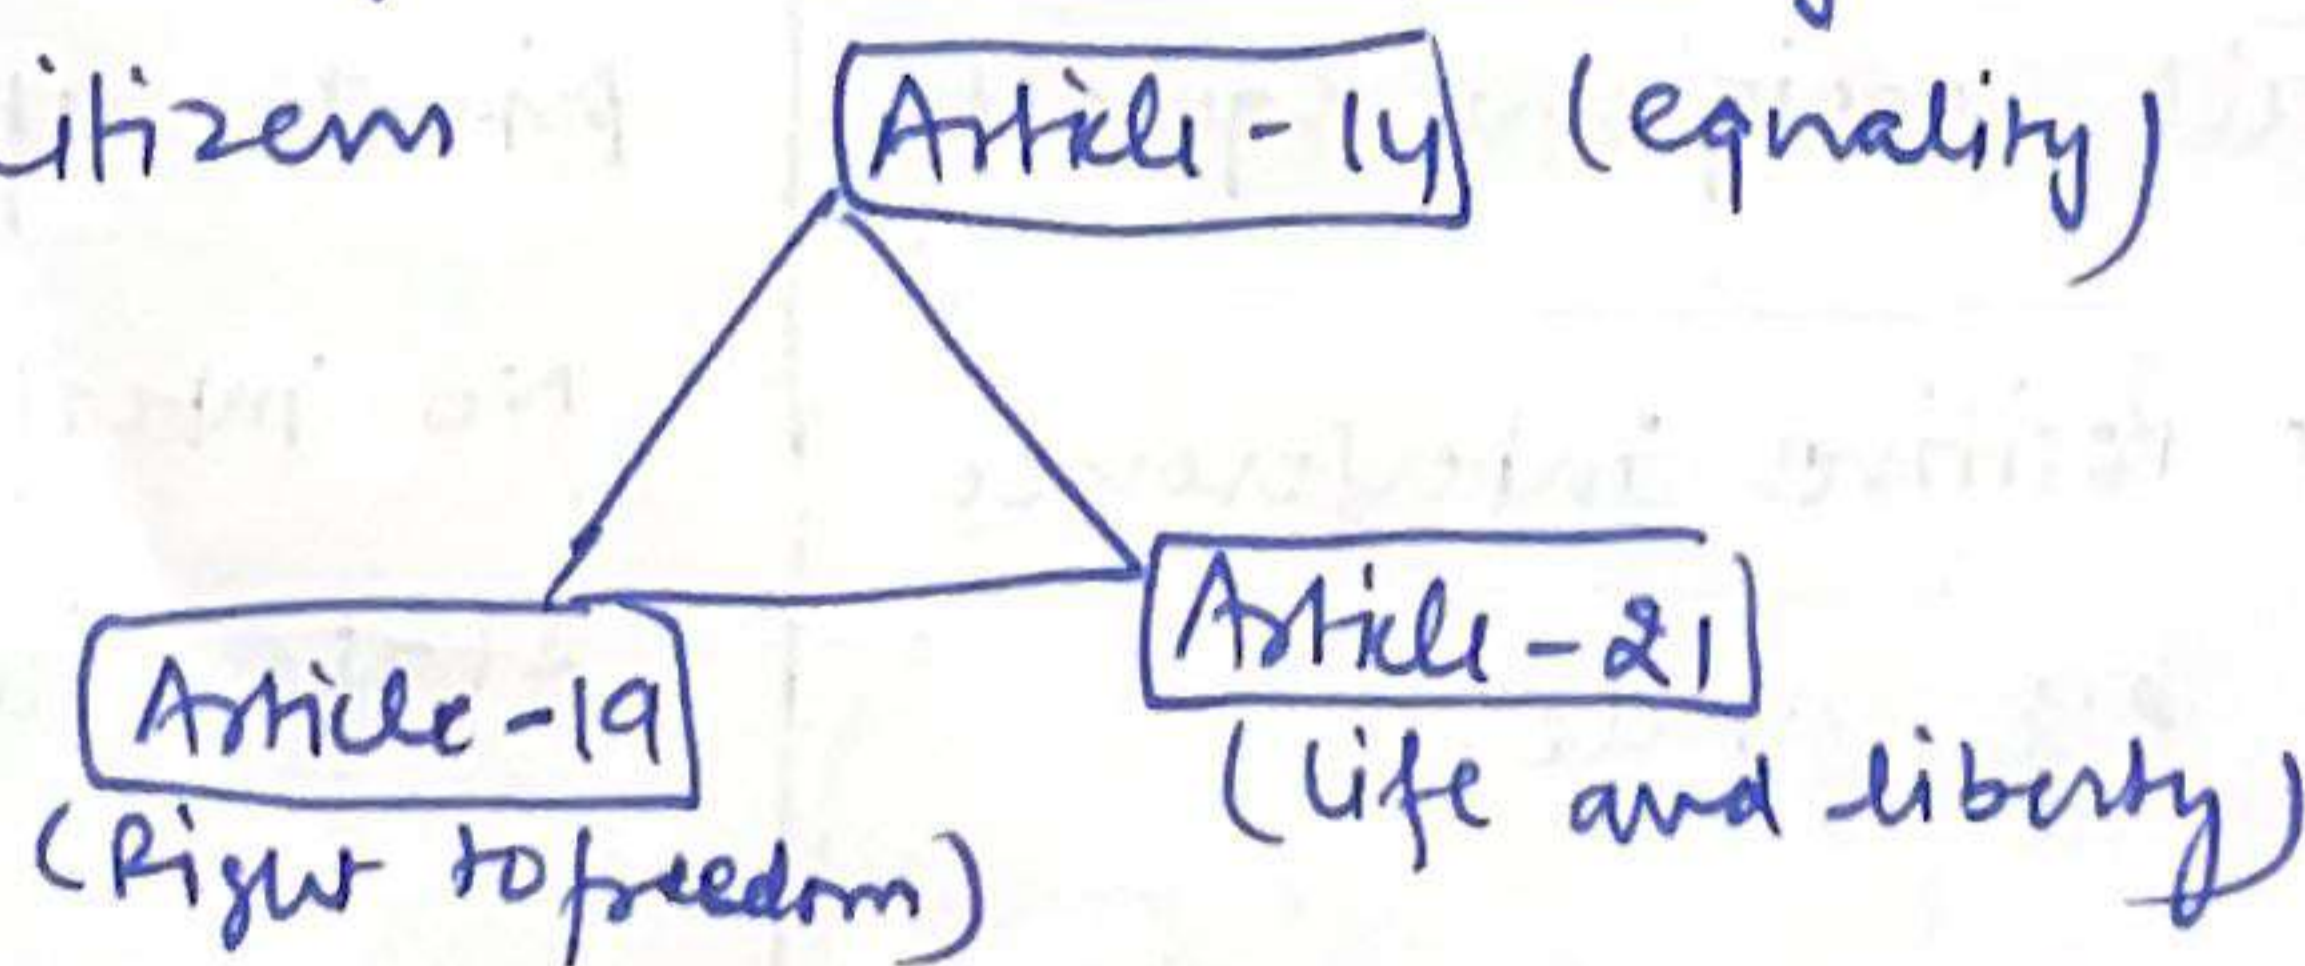 itizens Article-14 (equality)
Article-19 Article-21
(Right to freedom) (life and liberty)